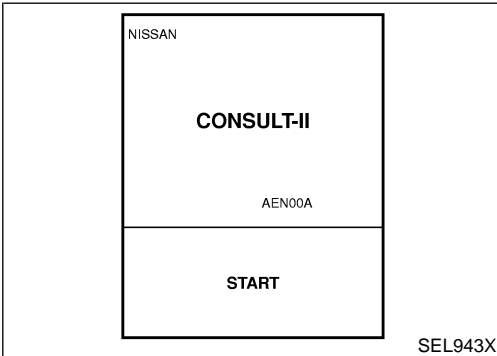 NISSAN
CONSULT-II
AEN00A
START
SEL943X